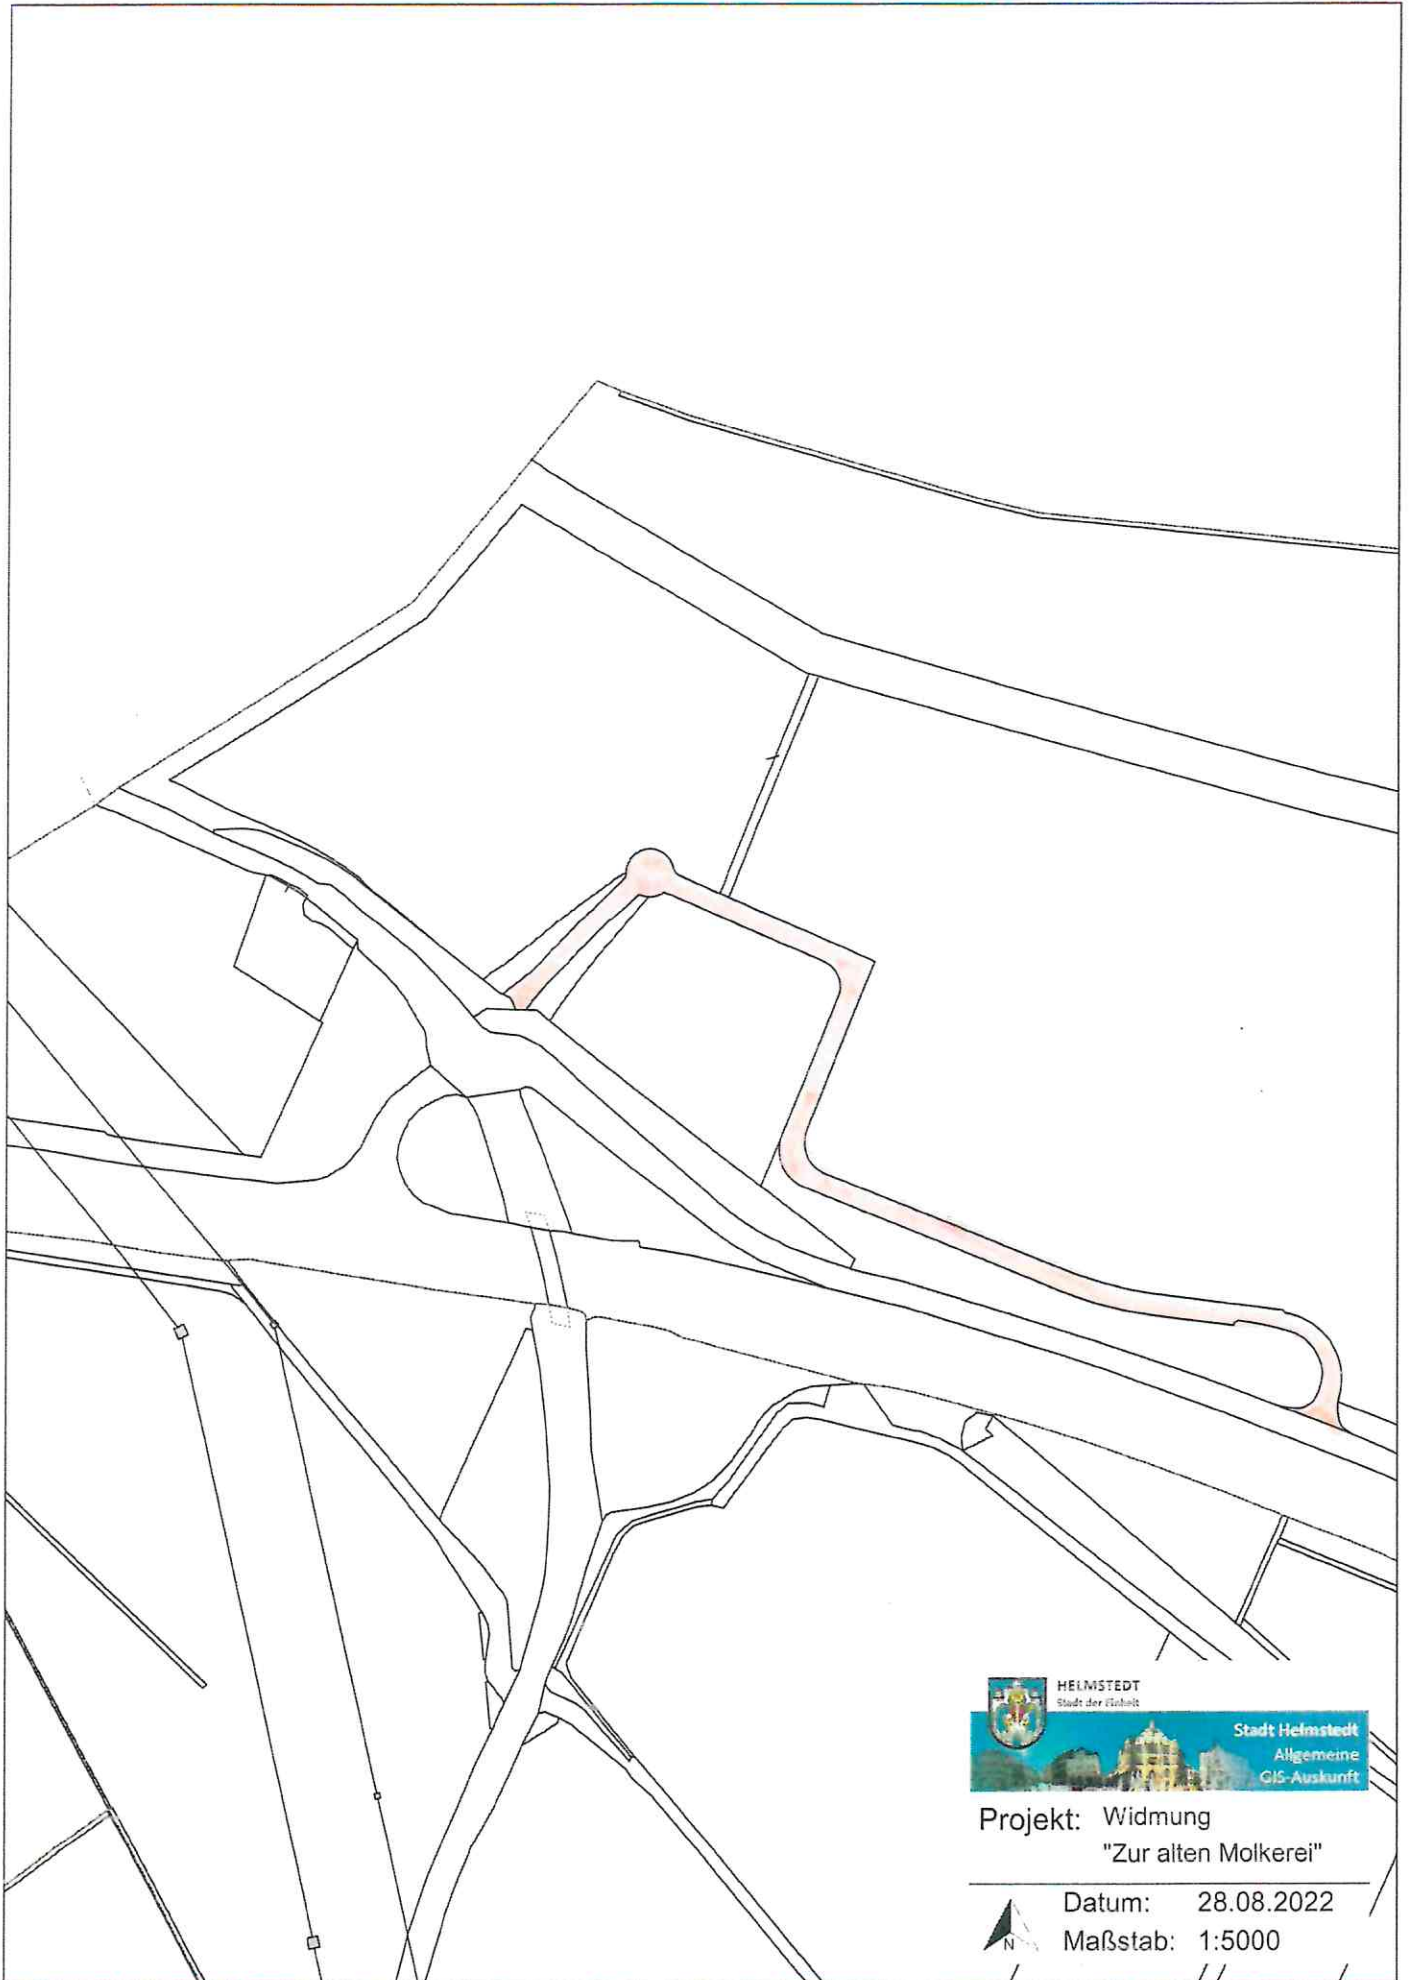 HELMSTEDT
Stadt der Einheit
Stadt Helmstedt
Allgemeine
GIS-Auskunft
Projekt: Widmung
"Zur alten Molkerei"
Datum: 28.08.2022
Maßstab: 1:5000
N